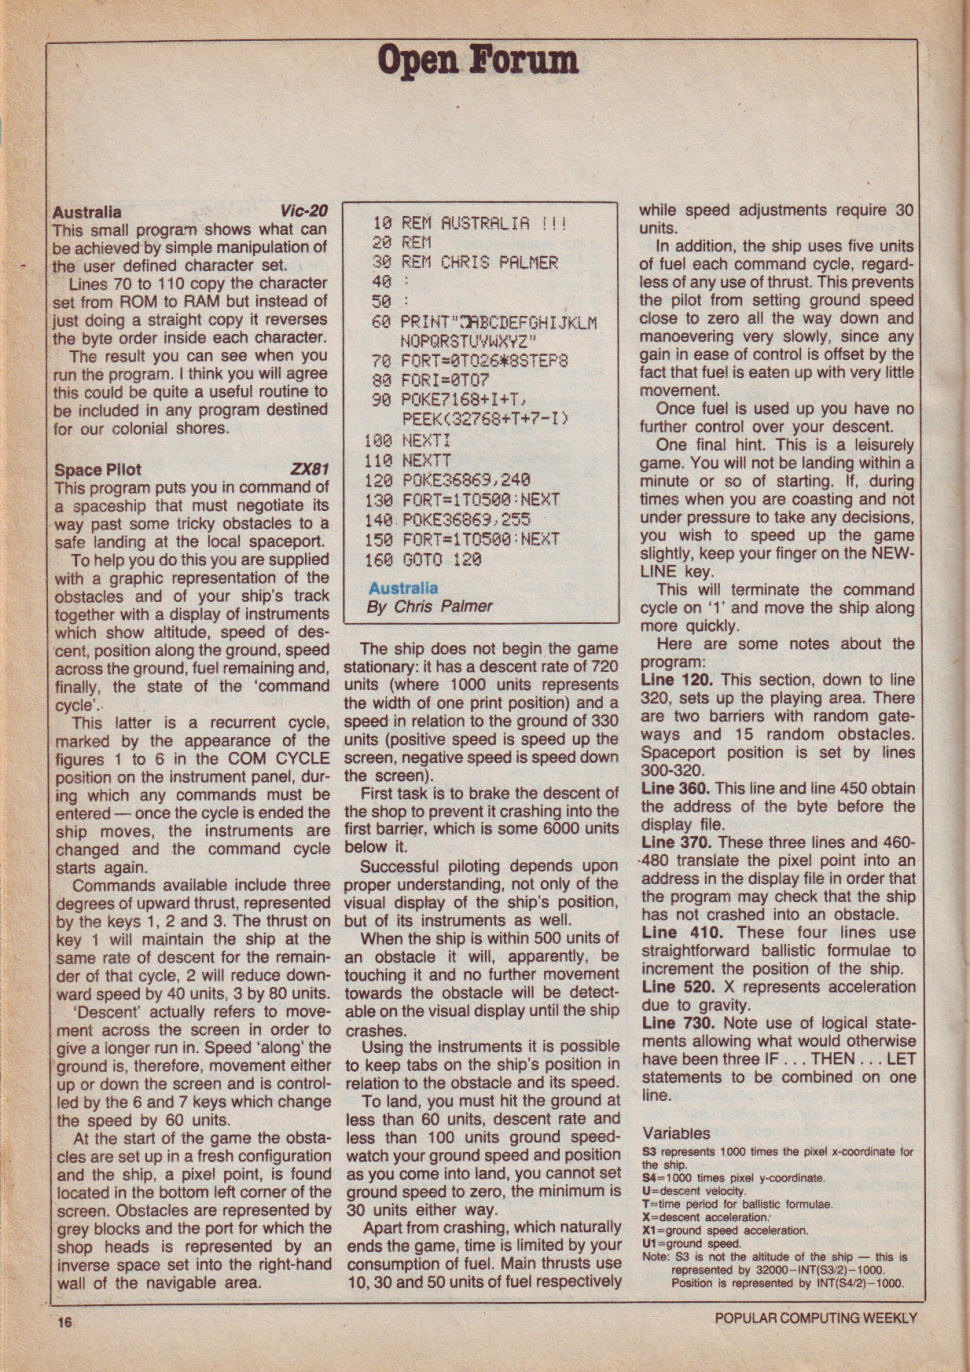 Open Forum
Australia Vic-20
This small program shows what can
be achieved by simple manipulation of
the user defined character set.
Lines 70 to 110 copy the character
set from ROM to RAM but instead of
just doing a straight copy it reverses
the byte order inside each character.
The result you can see when you
run the program. I think you will agree
this could be quite a useful routine to
be included in any program destined
for our colonial shores.
Space Pilot ZX81
This program puts you in command of
a spaceship that must negotiate its
way past some tricky obstacles to a
safe landing at the local spaceport.
To help you do this you are supplied
with a graphic representation of the
obstacles and of your ship's track
together with a display of instruments
which show altitude, speed of des-
cent, position along the ground, speed
across the ground, fuel remaining and,
finally, the state of the 'command
cycle'.
This latter is a recurrent cycle,
marked by the appearance of the
figures 1 to 6 in the COM CYCLE
position on the instrument panel, dur-
ing which any commands must be
entered — once the cycle is ended the
ship moves, the instruments are
changed and the command cycle
starts again.
Commands available include three
degrees of upward thrust, represented
by the keys 1, 2 and 3. The thrust on
key 1 will maintain the ship at the
same rate of descent for the remain-
der of that cycle, 2 will reduce down-
ward speed by 40 units, 3 by 80 units.
'Descent' actually refers to move-
ment across the screen in order to
give a longer run in. Speed 'along' the
ground is, therefore, movement either
up or down the screen and is control-
led by the 6 and 7 keys which change
the speed by 60 units.
At the start of the game the obsta-
cles are set up in a fresh configuration
and the ship, a pixel point, is found
located in the bottom left corner of the
screen. Obstacles are represented by
grey blocks and the port for which the
shop heads is represented by an
inverse space set into the right-hand
wall of the navigable area.
10 REM AUSTRALIA !!!
20 REM
30 REM CHRIS PALMER
40 :
50 :
60 PRINT"ABCDEFGHIJKLM
NOPQRSTUVWXYZ"
70 FORT=0TO26*8STEP8
80 FORI=0TO7
90 POKE7168+I+T,
PEEK(32768+T+7-I)
100 NEXTI
110 NEXTT
120 POKE36869,240
130 FORT=1TO500:NEXT
140 POKE36869,255
150 FORT=1TO500:NEXT
160 GOTO 120
Australia
By Chris Palmer
The ship does not begin the game
stationary: it has a descent rate of 720
units (where 1000 units represents
the width of one print position) and a
speed in relation to the ground of 330
units (positive speed is speed up the
screen, negative speed is speed down
the screen).
First task is to brake the descent of
the shop to prevent it crashing into the
first barrier, which is some 6000 units
below it.
Successful piloting depends upon
proper understanding, not only of the
visual display of the ship's position,
but of its instruments as well.
When the ship is within 500 units of
an obstacle it will, apparently, be
touching it and no further movement
towards the obstacle will be detect-
able on the visual display until the ship
crashes.
Using the instruments it is possible
to keep tabs on the ship's position in
relation to the obstacle and its speed.
To land, you must hit the ground at
less than 60 units, descent rate and
less than 100 units ground speed-
watch your ground speed and position
as you come into land, you cannot set
ground speed to zero, the minimum is
30 units either way.
Apart from crashing, which naturally
ends the game, time is limited by your
consumption of fuel. Main thrusts use
10, 30 and 50 units of fuel respectively
while speed adjustments require 30
units.
In addition, the ship uses five units
of fuel each command cycle, regard-
less of any use of thrust. This prevents
the pilot from setting ground speed
close to zero all the way down and
manoevering very slowly, since any
gain in ease of control is offset by the
fact that fuel is eaten up with very little
movement.
Once fuel is used up you have no
further control over your descent.
One final hint. This is a leisurely
game. You will not be landing within a
minute or so of starting. If, during
times when you are coasting and not
under pressure to take any decisions,
you wish to speed up the game
slightly, keep your finger on the NEW-
LINE key.
This will terminate the command
cycle on '1' and move the ship along
more quickly.
Here are some notes about the
program:
Line 120. This section, down to line
320, sets up the playing area. There
are two barriers with random gate-
ways and 15 random obstacles.
Spaceport position is set by lines
300-320.
Line 360. This line and line 450 obtain
the address of the byte before the
display file.
Line 370. These three lines and 460-
480 translate the pixel point into an
address in the display file in order that
the program may check that the ship
has not crashed into an obstacle.
Line 410. These four lines use
straightforward ballistic formulae to
increment the position of the ship.
Line 520. X represents acceleration
due to gravity.
Line 730. Note use of logical state-
ments allowing what would otherwise
have been three IF . . . THEN . . . LET
statements to be combined on one
line.
Variables
S3 represents 1000 times the pixel x-coordinate for
the ship.
S4=1000 times pixel y-coordinate.
U=descent velocity.
T=time period for ballistic formulae.
X=descent acceleration.
X1=ground speed acceleration.
U1=ground speed.
Note: S3 is not the altitude of the ship — this is
represented by 32000−INT(S3/2)−1000.
Position is represented by INT(S4/2)−1000.
16
POPULAR COMPUTING WEEKLY